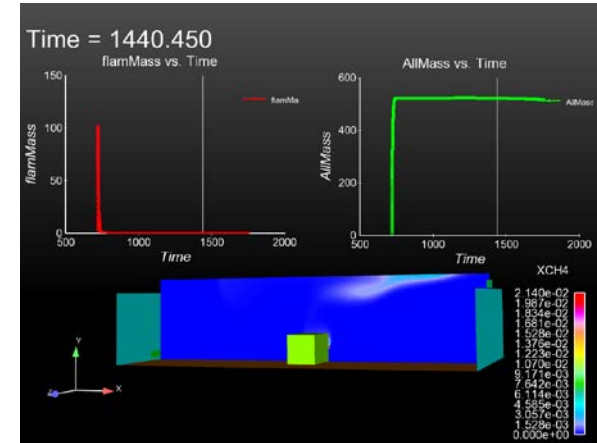 Time = 1440.450
flamMass vs. Time
150
100
50
0
flamMass
500
1000
1500
2000
Time
flamMa
AllMass vs. Time
600
400
200
0
AllMass
500
1000
1500
2000
Time
AllMass
XCH4
2.140e-02
1.987e-02
1.834e-02
1.681e-02
1.528e-02
1.376e-02
1.223e-02
1.070e-02
9.171e-03
7.642e-03
6.114e-03
4.585e-03
3.057e-03
1.528e-03
0.000e+00
Y
Z
X